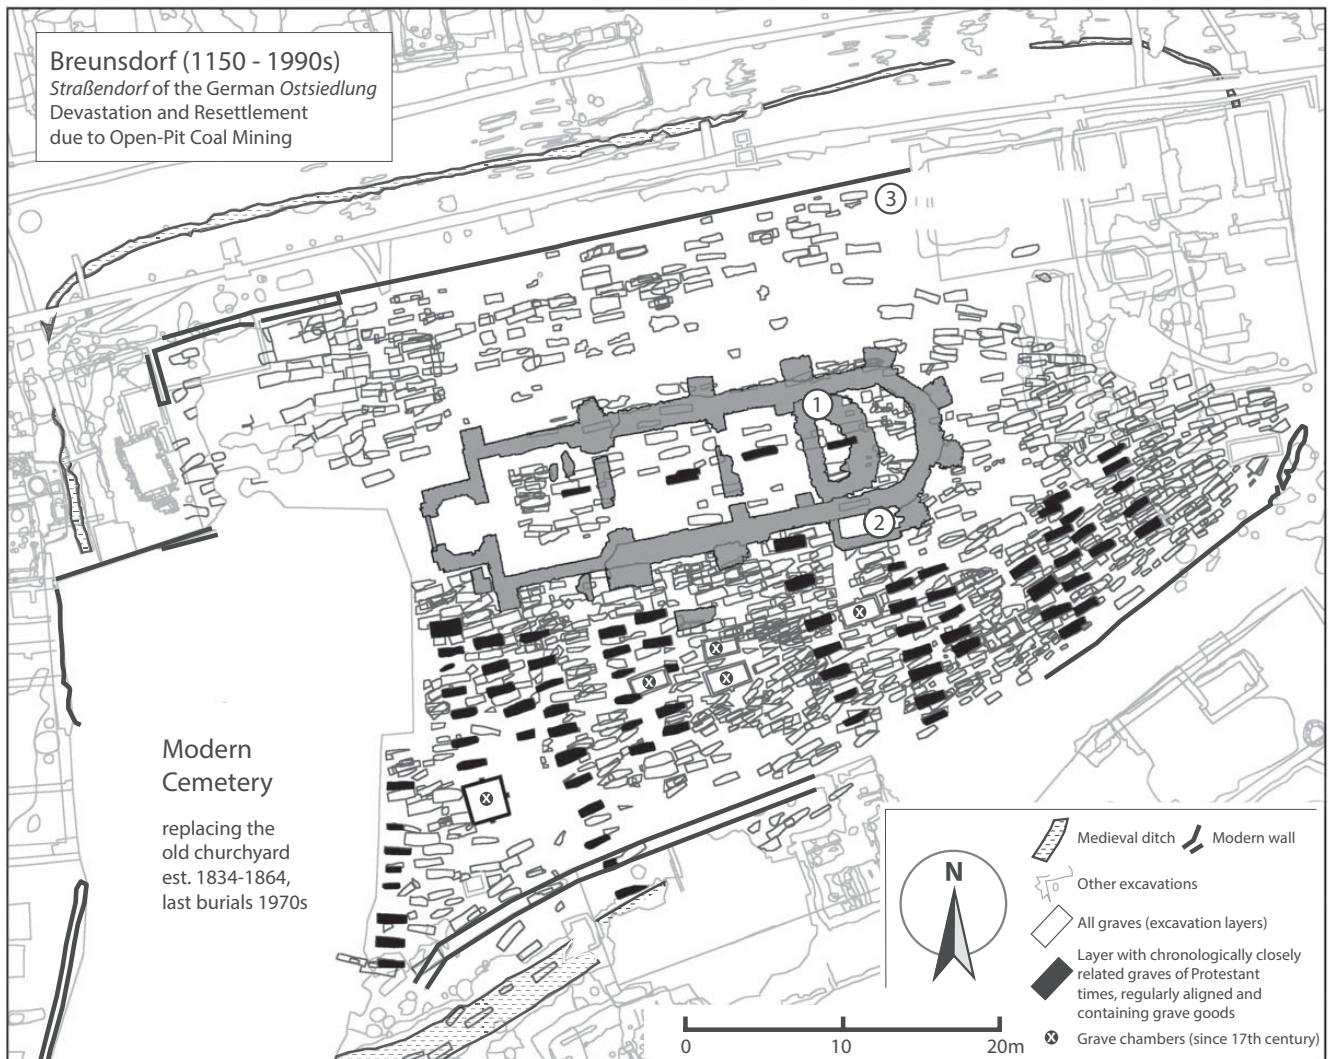 Breunsdorf (1150 - 1990s)
Straßendorf of the German Ostsiedlung
Devastation and Resettlement
due to Open-Pit Coal Mining
3
1
2
X
X
X
X
X
Modern
Cemetery
replacing the
old churchyard
est. 1834-1864,
last burials 1970s
N
Medieval ditch
Modern wall
Other excavations
All graves (excavation layers)
Layer with chronologically closely
related graves of Protestant
times, regularly aligned and
containing grave goods
X Grave chambers (since 17th century)
0 10 20m